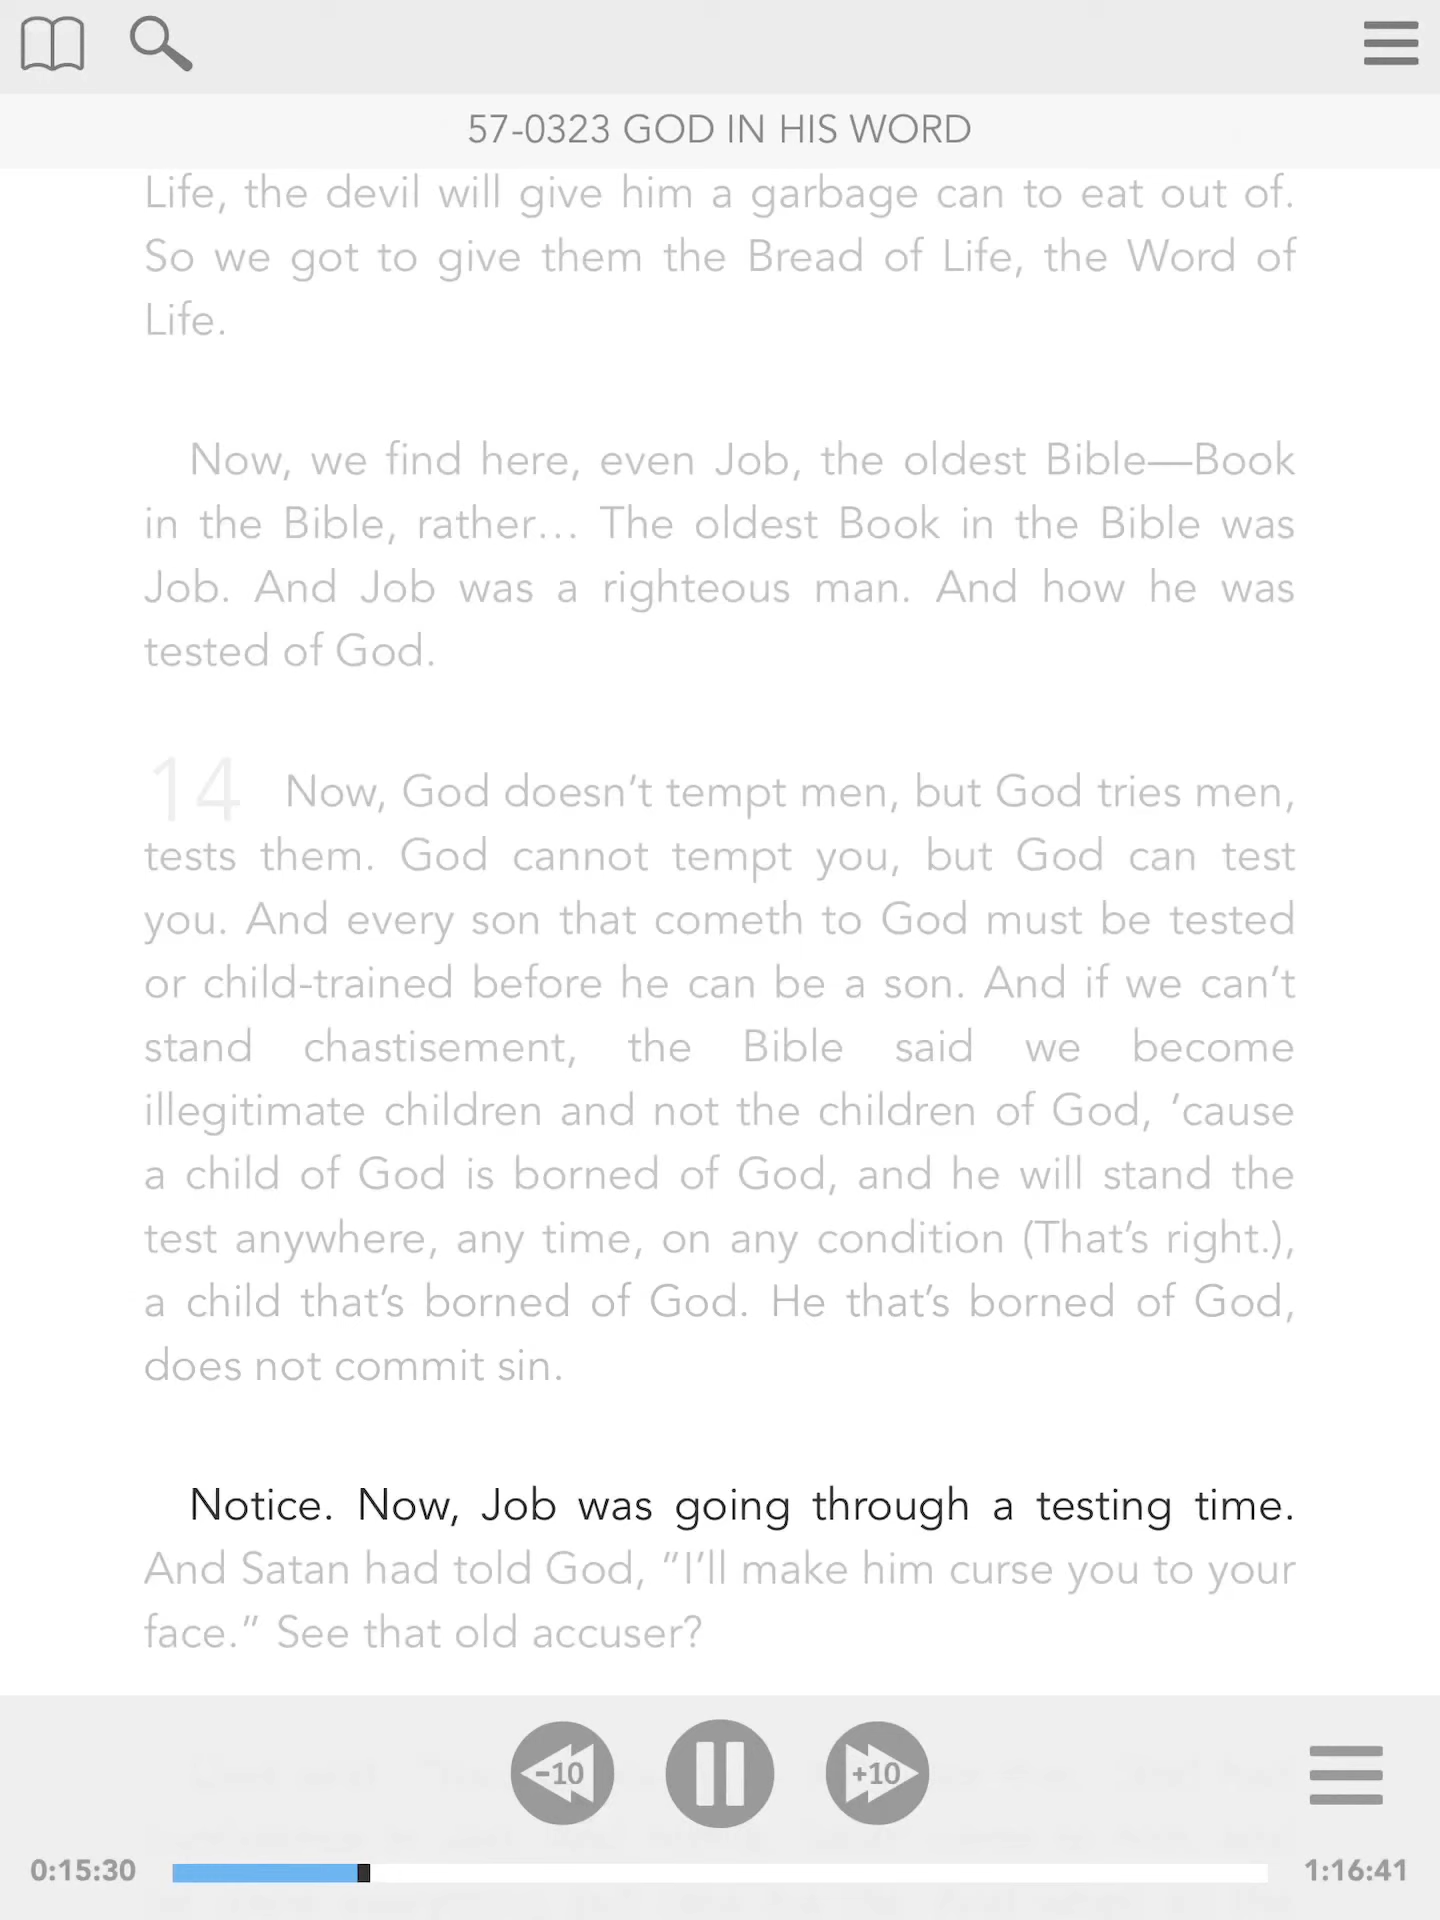 57-0323 GOD IN HIS WORD
Life, the devil will give him a garbage can to eat out of.
So we got to give them the Bread of Life, the Word of
Life.
Now, we find here, even Job, the oldest Bible—Book
in the Bible, rather… The oldest Book in the Bible was
Job. And Job was a righteous man. And how he was
tested of God.
14 Now, God doesn’t tempt men, but God tries men,
tests them. God cannot tempt you, but God can test
you. And every son that cometh to God must be tested
or child-trained before he can be a son. And if we can’t
stand chastisement, the Bible said we become
illegitimate children and not the children of God, ’cause
a child of God is borned of God, and he will stand the
test anywhere, any time, on any condition (That’s right.),
a child that’s borned of God. He that’s borned of God,
does not commit sin.
Notice. Now, Job was going through a testing time.
And Satan had told God, “I’ll make him curse you to your
face.” See that old accuser?
-10 +10
0:15:30 1:16:41